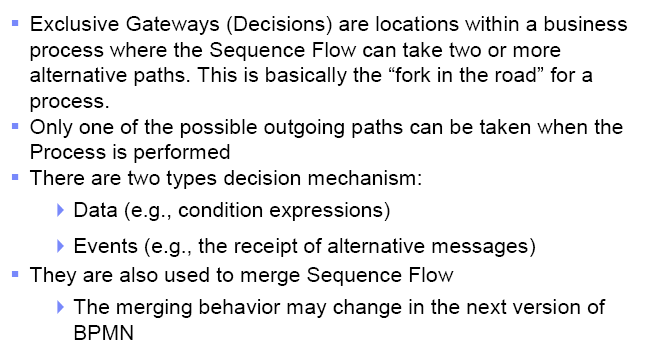 Exclusive Gateways (Decisions) are locations within a business
process where the Sequence Flow can take two or more
alternative paths. This is basically the “fork in the road” for a
process.
Only one of the possible outgoing paths can be taken when the
Process is performed
There are two types decision mechanism:
Data (e.g., condition expressions)
Events (e.g., the receipt of alternative messages)
They are also used to merge Sequence Flow
The merging behavior may change in the next version of
BPMN